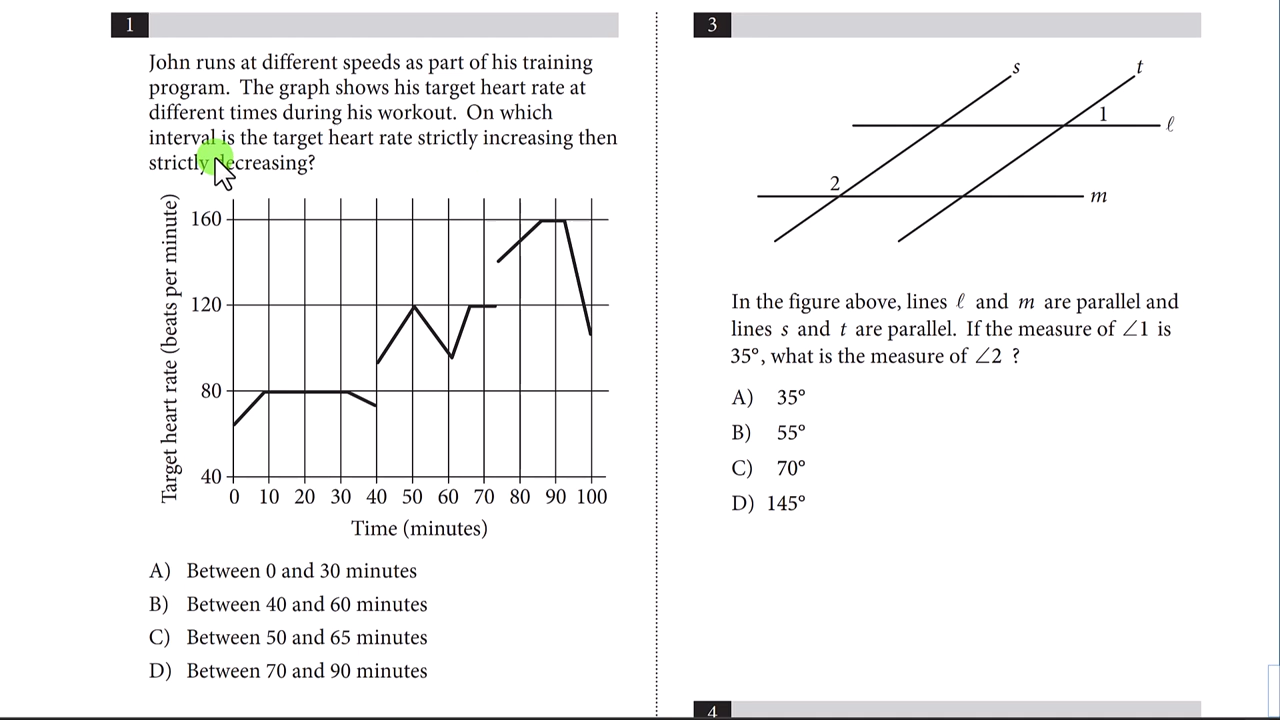 1
John runs at different speeds as part of his training
program. The graph shows his target heart rate at
different times during his workout. On which
interval is the target heart rate strictly increasing then
strictly decreasing?
Target heart rate (beats per minute)
160
120
80
40
0 10 20 30 40 50 60 70 80 90 100
Time (minutes)
A) Between 0 and 30 minutes
B) Between 40 and 60 minutes
C) Between 50 and 65 minutes
D) Between 70 and 90 minutes
3
s
t
1
ℓ
2
m
In the figure above, lines ℓ and m are parallel and
lines s and t are parallel. If the measure of ∠1 is
35°, what is the measure of ∠2 ?
A) 35°
B) 55°
C) 70°
D) 145°
4